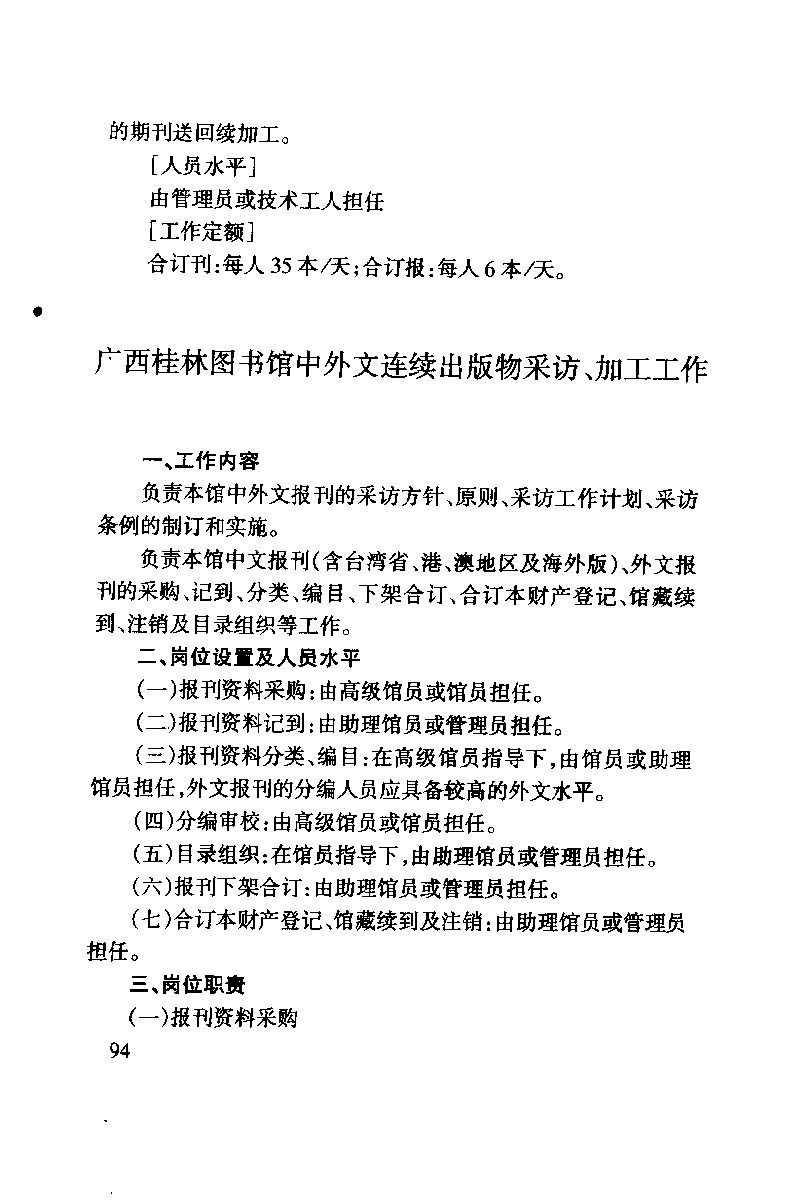 的期刊送回续加工。
[人员水平]
由管理员或技术工人担任
[工作定额]
合订刊:每人35本/天;合订报:每人6本/天。
广西桂林图书馆中外文连续出版物采访、加工工作
一、工作内容
负责本馆中外文报刊的采访方针、原则、采访工作计划、采访
条例的制订和实施。
负责本馆中文报刊(含台湾省、港、澳地区及海外版)、外文报
刊的采购、记到、分类、编目、下架合订、合订本财产登记、馆藏续
到、注销及目录组织等工作。
二、岗位设置及人员水平
(一)报刊资料采购:由高级馆员或馆员担任。
(二)报刊资料记到:由助理馆员或管理员担任。
(三)报刊资料分类、编目:在高级馆员指导下,由馆员或助理
馆员担任,外文报刊的分编人员应具备较高的外文水平。
(四)分编审校:由高级馆员或馆员担任。
(五)目录组织:在馆员指导下,由助理馆员或管理员担任。
(六)报刊下架合订:由助理馆员或管理员担任。
(七)合订本财产登记、馆藏续到及注销:由助理馆员或管理员
担任。
三、岗位职责
(一)报刊资料采购
94